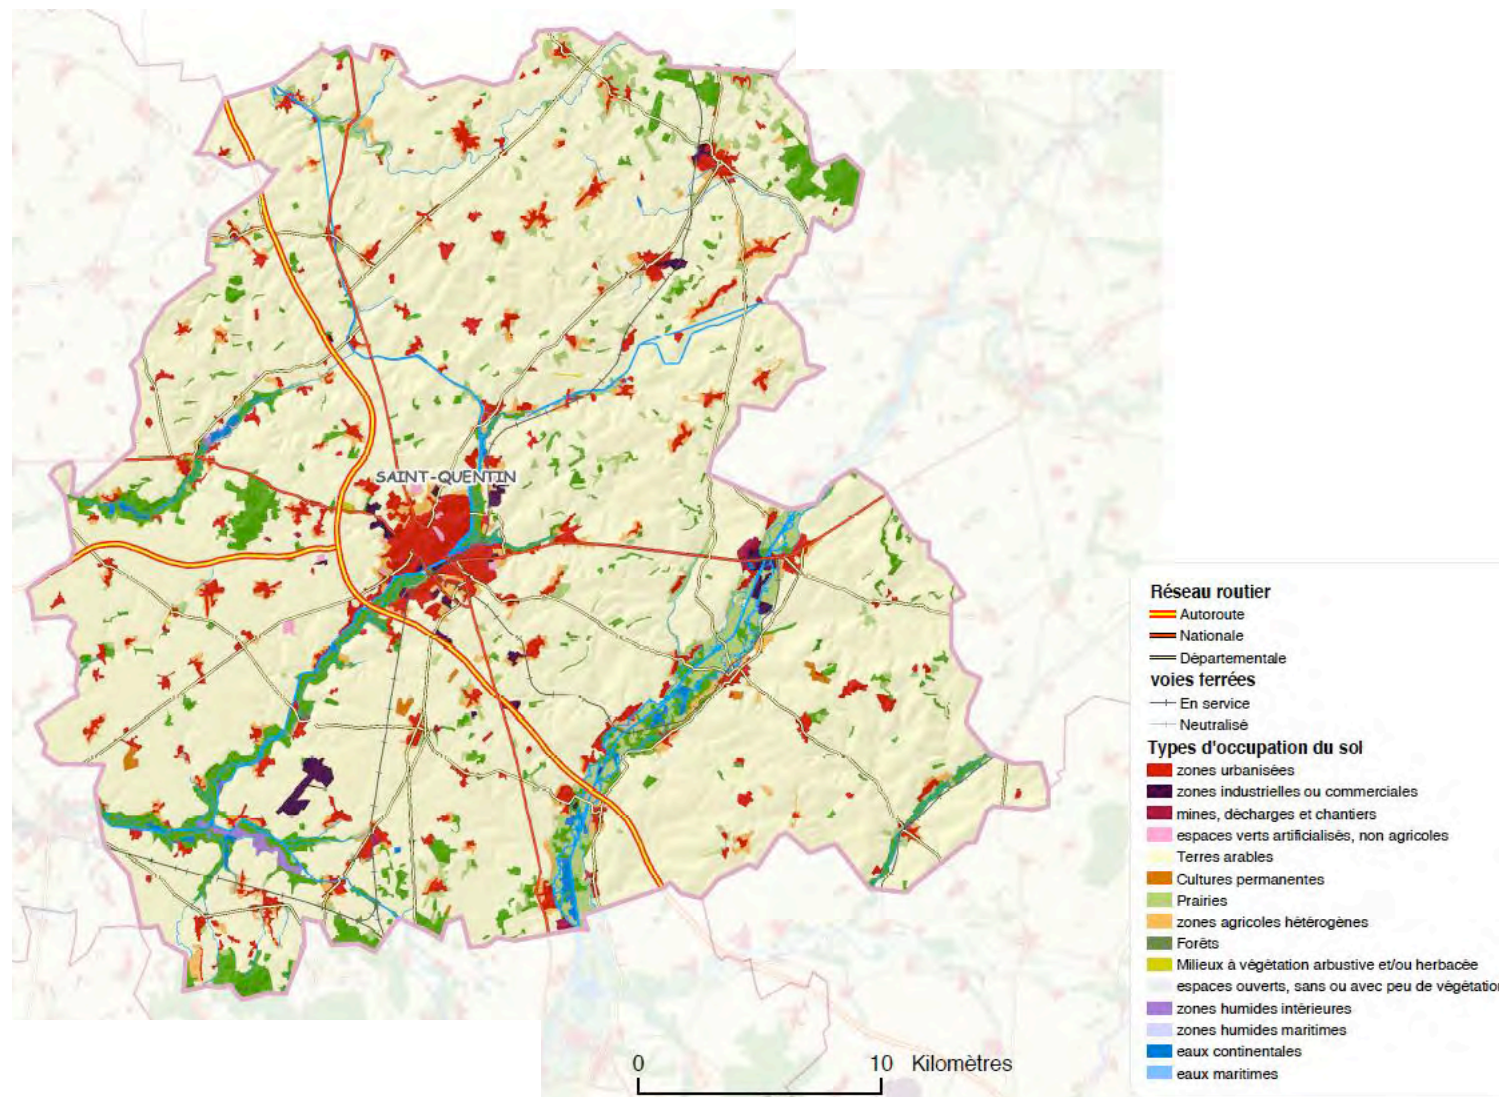 SAINT-QUENTIN
Réseau routier
Autoroute
Nationale
Départementale
voies ferrées
En service
Neutralisé
Types d'occupation du sol
zones urbanisées
zones industrielles ou commerciales
mines, décharges et chantiers
espaces verts artificialisés, non agricoles
Terres arables
Cultures permanentes
Prairies
zones agricoles hétérogènes
Forêts
Milieux à végétation arbustive et/ou herbacée
espaces ouverts, sans ou avec peu de végétation
zones humides intérieures
zones humides maritimes
eaux continentales
eaux maritimes
0 10 Kilomètres